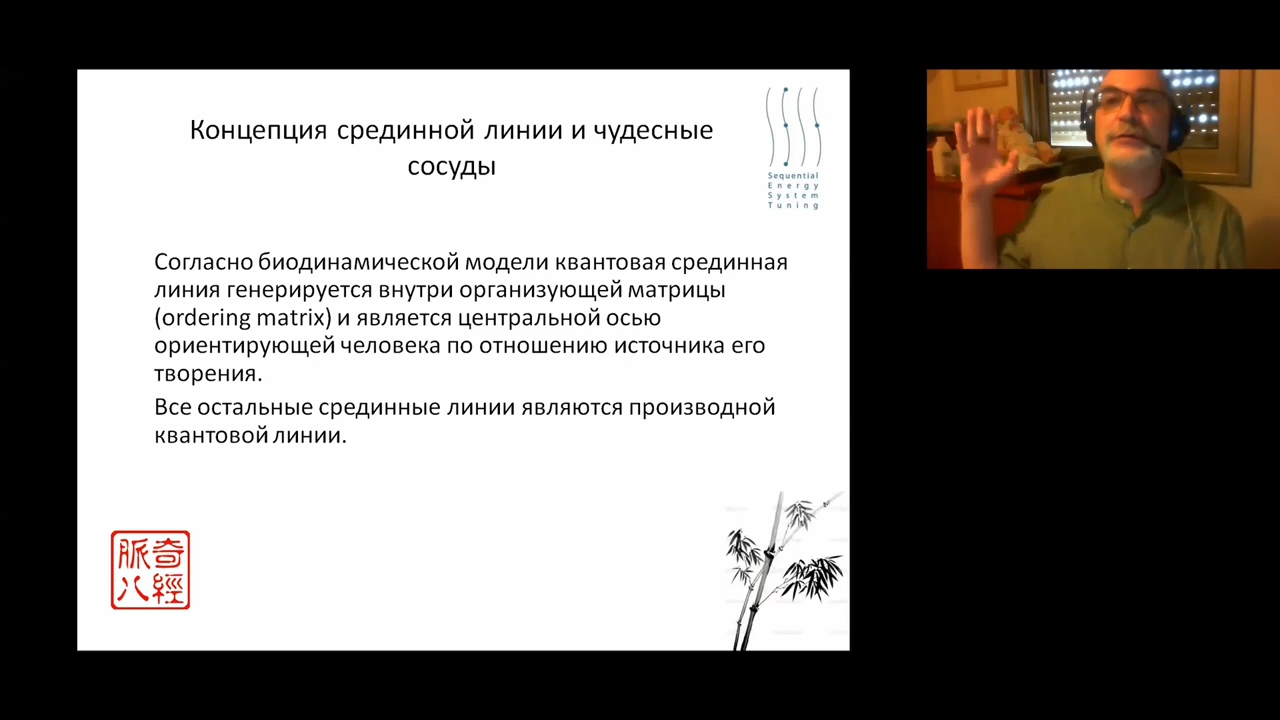 Концепция срединной линии и чудесные
сосуды
Sequential
Energy
System
Tuning
Согласно биодинамической модели квантовая срединная
линия генерируется внутри организующей матрицы
(ordering matrix) и является центральной осью
ориентирующей человека по отношению источника его
творения.
Все остальные срединные линии являются производной
квантовой линии.
奇經
八脈